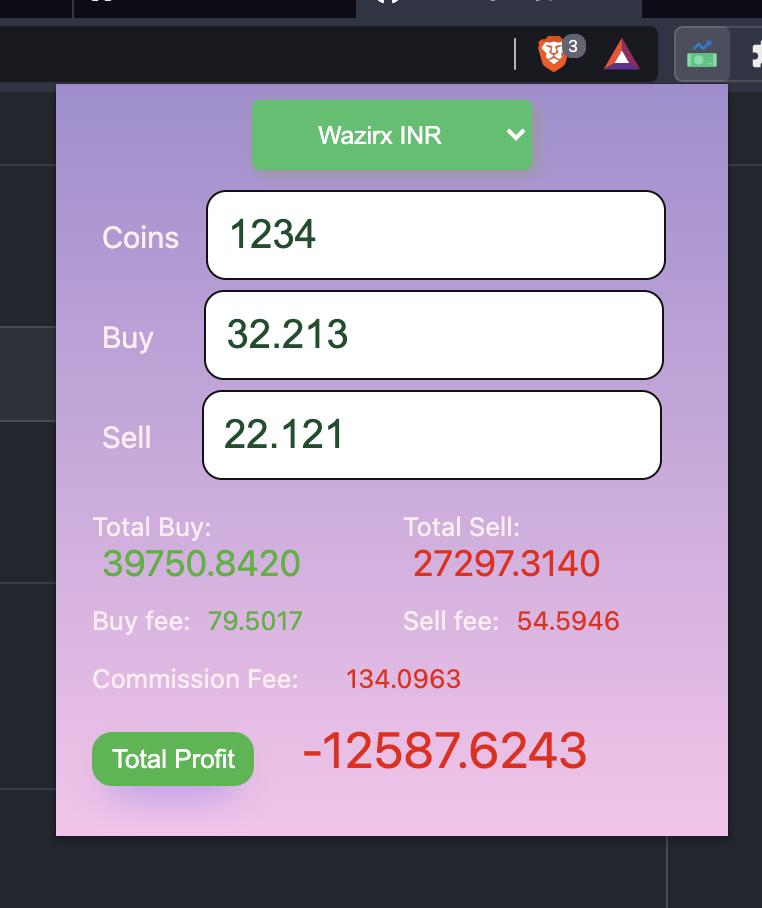 3
Wazirx INR
Coins 1234
Buy 32.213
Sell 22.121
Total Buy: Total Sell:
39750.8420 27297.3140
Buy fee: 79.5017 Sell fee: 54.5946
Commission Fee: 134.0963
Total Profit -12587.6243